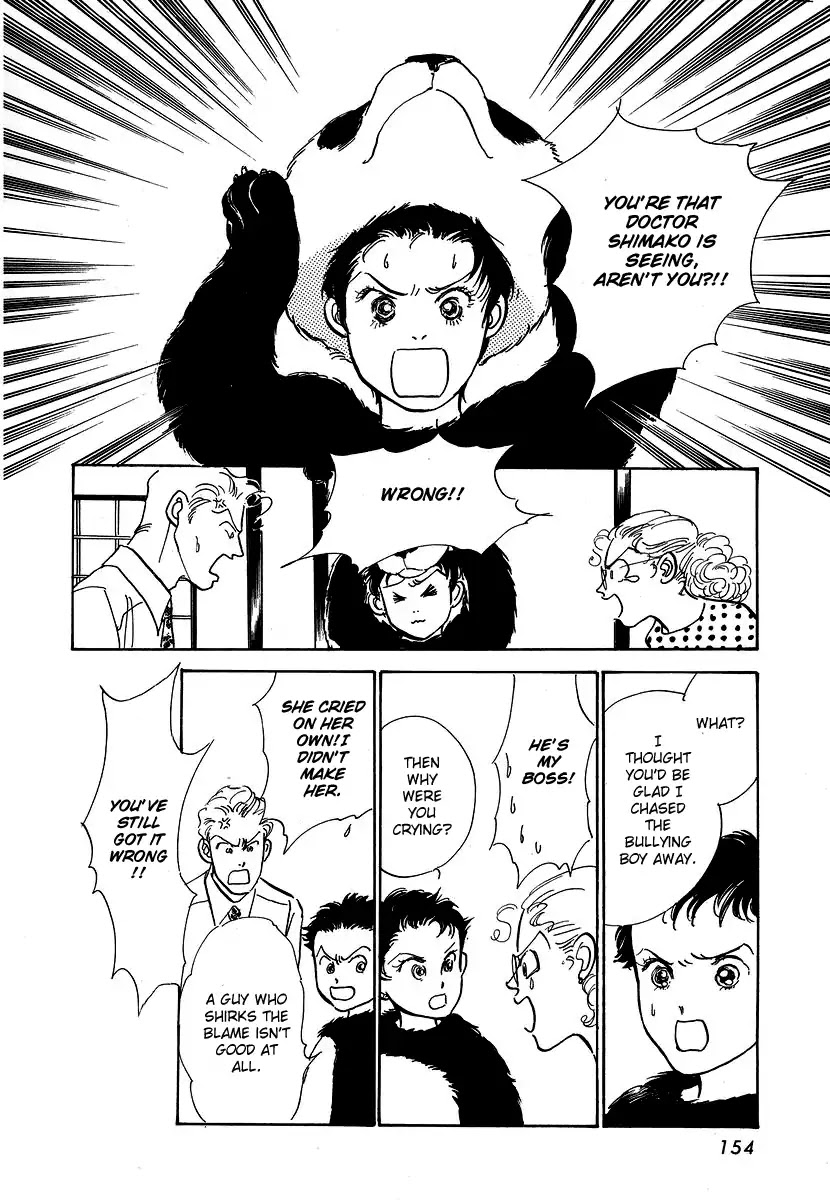 YOU'RE THAT
DOCTOR
SHIMAKO IS
SEEING,
AREN'T YOU?!!
WRONG!!
WHAT?
I
THOUGHT
YOU'D BE
GLAD I
CHASED
THE
BULLYING
BOY AWAY.
HE'S
MY
BOSS!
THEN
WHY
WERE
YOU
CRYING?
SHE CRIED
ON HER
OWN! I
DIDN'T
MAKE
HER.
A GUY WHO
SHIRKS THE
BLAME ISN'T
GOOD AT
ALL.
YOU'VE
STILL
GOT IT
WRONG
!!
154